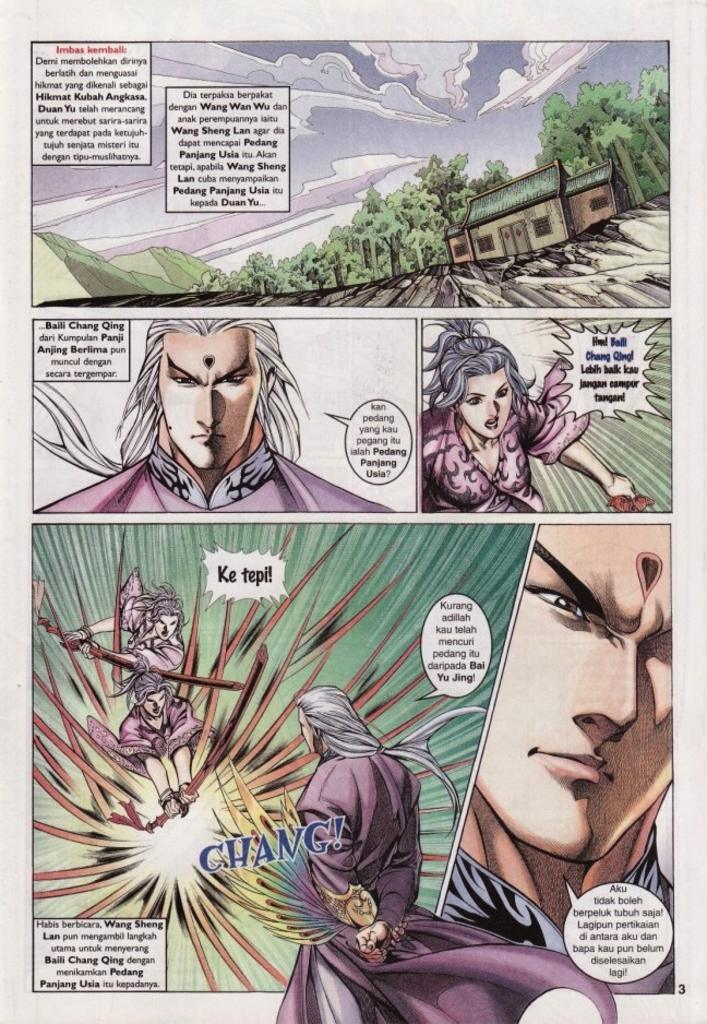 Imbas kembali:
Demi membolehkan dirinya
berlatih dan menguasai
hikmat yang dikenali sebagai
Hikmat Kubah Angkasa,
Duan Yu telah merancang
untuk merebut sarira-sarira
yang terdapat pada ketujuh-
tujuh senjata misteri itu
dengan tipu-muslihatnya.
Dia terpaksa berpakat
dengan Wang Wan Wu dan
anak perempuannya iaitu
Wang Sheng Lan agar dia
dapat mencapai Pedang
Panjang Usia itu. Akan
tetapi, apabila Wang Sheng
Lan cuba menyampaikan
Pedang Panjang Usia itu
kepada Duan Yu...
...Baili Chang Qing
dari Kumpulan Panji
Anjing Berlima pun
muncul dengan
secara tergempar.
kan
pedang
yang kau
pegang itu
ialah Pedang
Panjang
Usia?
Hm! Baili
Chang Qing!
Lebih baik kau
jangan campur
tangan!
Ke tepi!
Kurang
adillah
kau telah
mencuri
pedang itu
daripada Bai
Yu Jing!
CHANG!
Habis berbicara, Wang Sheng
Lan pun mengambil langkah
utama untuk menyerang
Baili Chang Qing dengan
menikamkan Pedang
Panjang Usia itu kepadanya.
Aku
tidak boleh
berpeluk tubuh saja!
Lagipun pertikaian
di antara aku dan
bapa kau pun belum
diselesaikan
lagi!
3